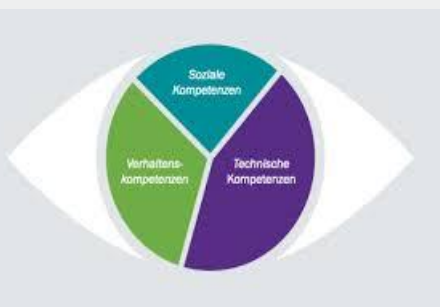 Soziale
Kompetenzen
Verhaltens-
kompetenzen
Technische
Kompetenzen